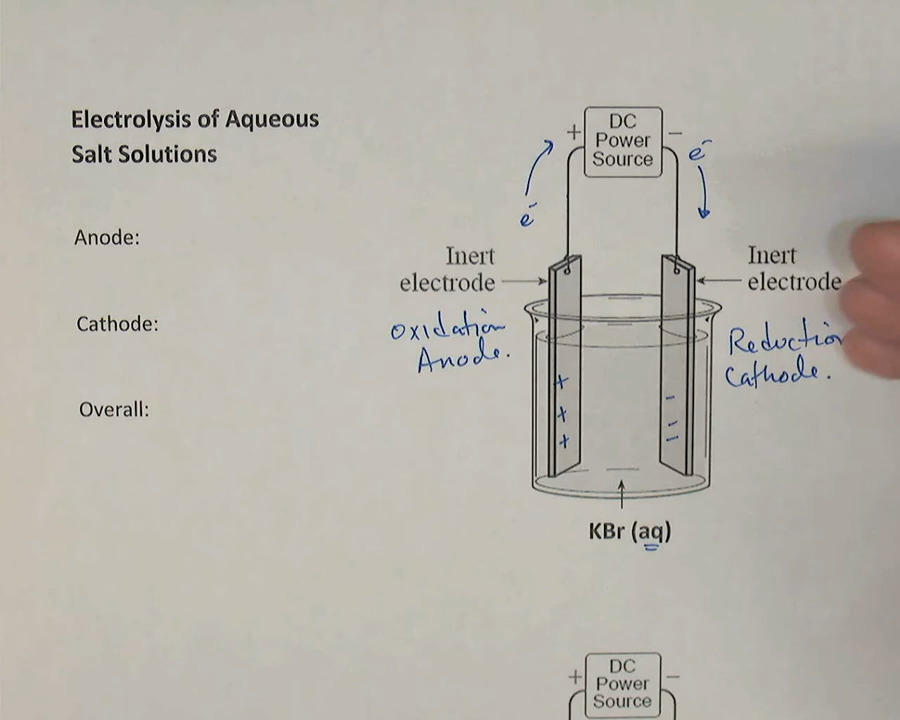 Electrolysis of Aqueous
Salt Solutions
Anode:
Cathode:
Overall:
+
DC
Power
Source
−
e⁻
e⁻
Inert
electrode
Inert
electrode
Oxidation
Anode.
Reduction
Cathode.
+
+
+
−
−
−
KBr (aq)
+
DC
Power
Source
−